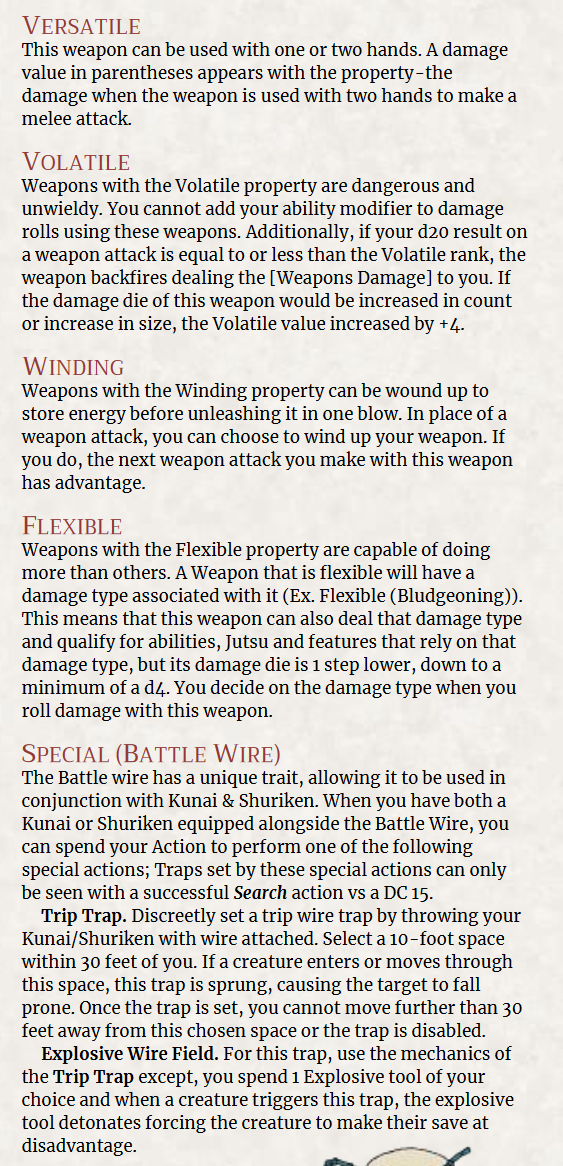 VERSATILE
This weapon can be used with one or two hands. A damage
value in parentheses appears with the property-the
damage when the weapon is used with two hands to make a
melee attack.
VOLATILE
Weapons with the Volatile property are dangerous and
unwieldy. You cannot add your ability modifier to damage
rolls using these weapons. Additionally, if your d20 result on
a weapon attack is equal to or less than the Volatile rank, the
weapon backfires dealing the [Weapons Damage] to you. If
the damage die of this weapon would be increased in count
or increase in size, the Volatile value increased by +4.
WINDING
Weapons with the Winding property can be wound up to
store energy before unleashing it in one blow. In place of a
weapon attack, you can choose to wind up your weapon. If
you do, the next weapon attack you make with this weapon
has advantage.
FLEXIBLE
Weapons with the Flexible property are capable of doing
more than others. A Weapon that is flexible will have a
damage type associated with it (Ex. Flexible (Bludgeoning)).
This means that this weapon can also deal that damage type
and qualify for abilities, Jutsu and features that rely on that
damage type, but its damage die is 1 step lower, down to a
minimum of a d4. You decide on the damage type when you
roll damage with this weapon.
SPECIAL (BATTLE WIRE)
The Battle wire has a unique trait, allowing it to be used in
conjunction with Kunai & Shuriken. When you have both a
Kunai or Shuriken equipped alongside the Battle Wire, you
can spend your Action to perform one of the following
special actions; Traps set by these special actions can only
be seen with a successful Search action vs a DC 15.
Trip Trap. Discreetly set a trip wire trap by throwing your
Kunai/Shuriken with wire attached. Select a 10-foot space
within 30 feet of you. If a creature enters or moves through
this space, this trap is sprung, causing the target to fall
prone. Once the trap is set, you cannot move further than 30
feet away from this chosen space or the trap is disabled.
Explosive Wire Field. For this trap, use the mechanics of
the Trip Trap except, you spend 1 Explosive tool of your
choice and when a creature triggers this trap, the explosive
tool detonates forcing the creature to make their save at
disadvantage.